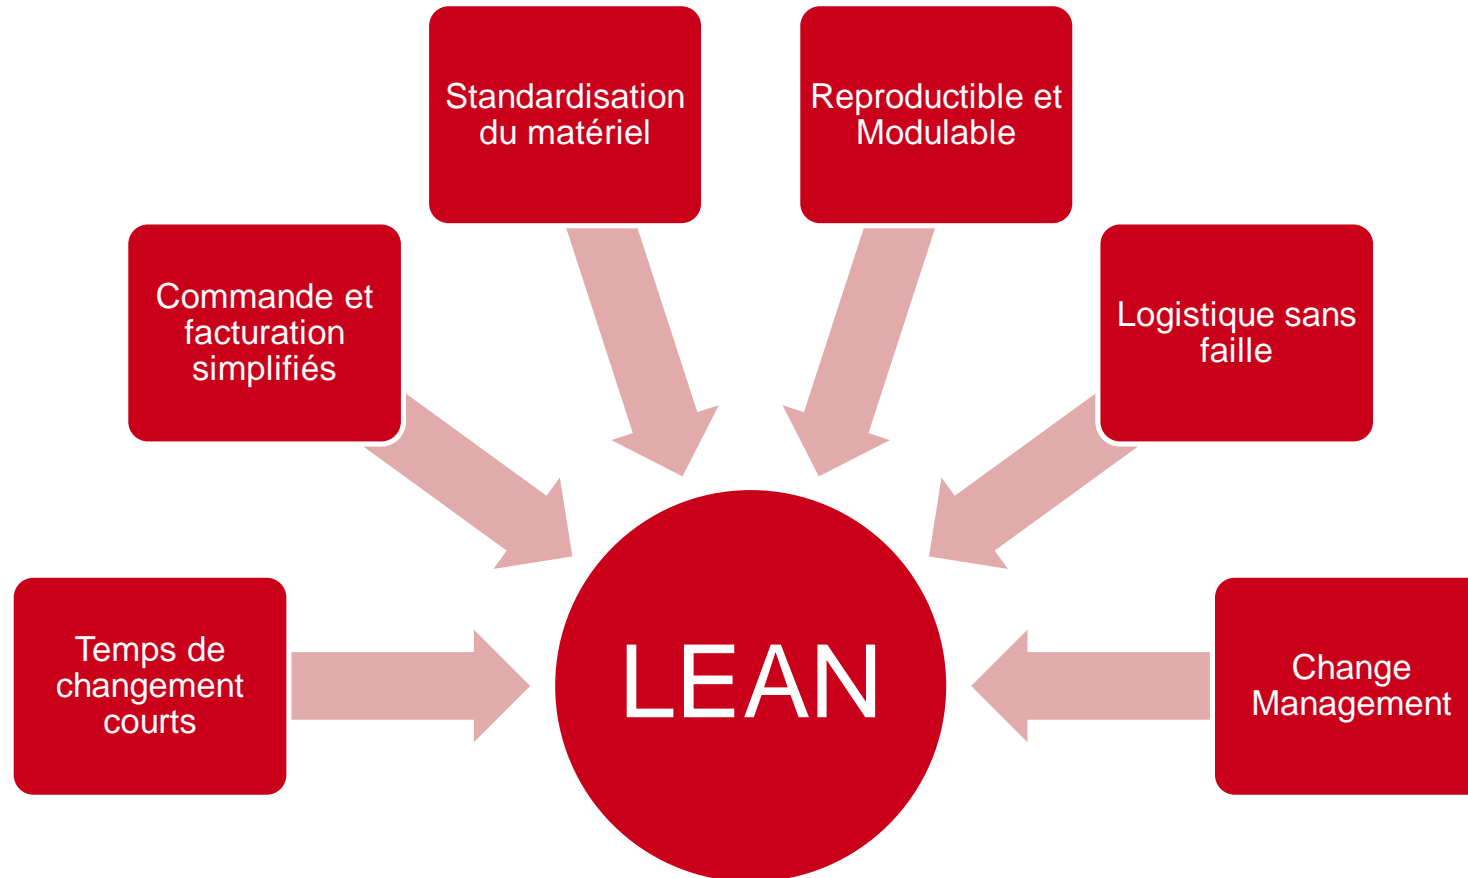 Standardisation
du matériel
Reproductible et
Modulable
Commande et
facturation
simplifiés
Logistique sans
faille
Temps de
changement
courts
LEAN
Change
Management